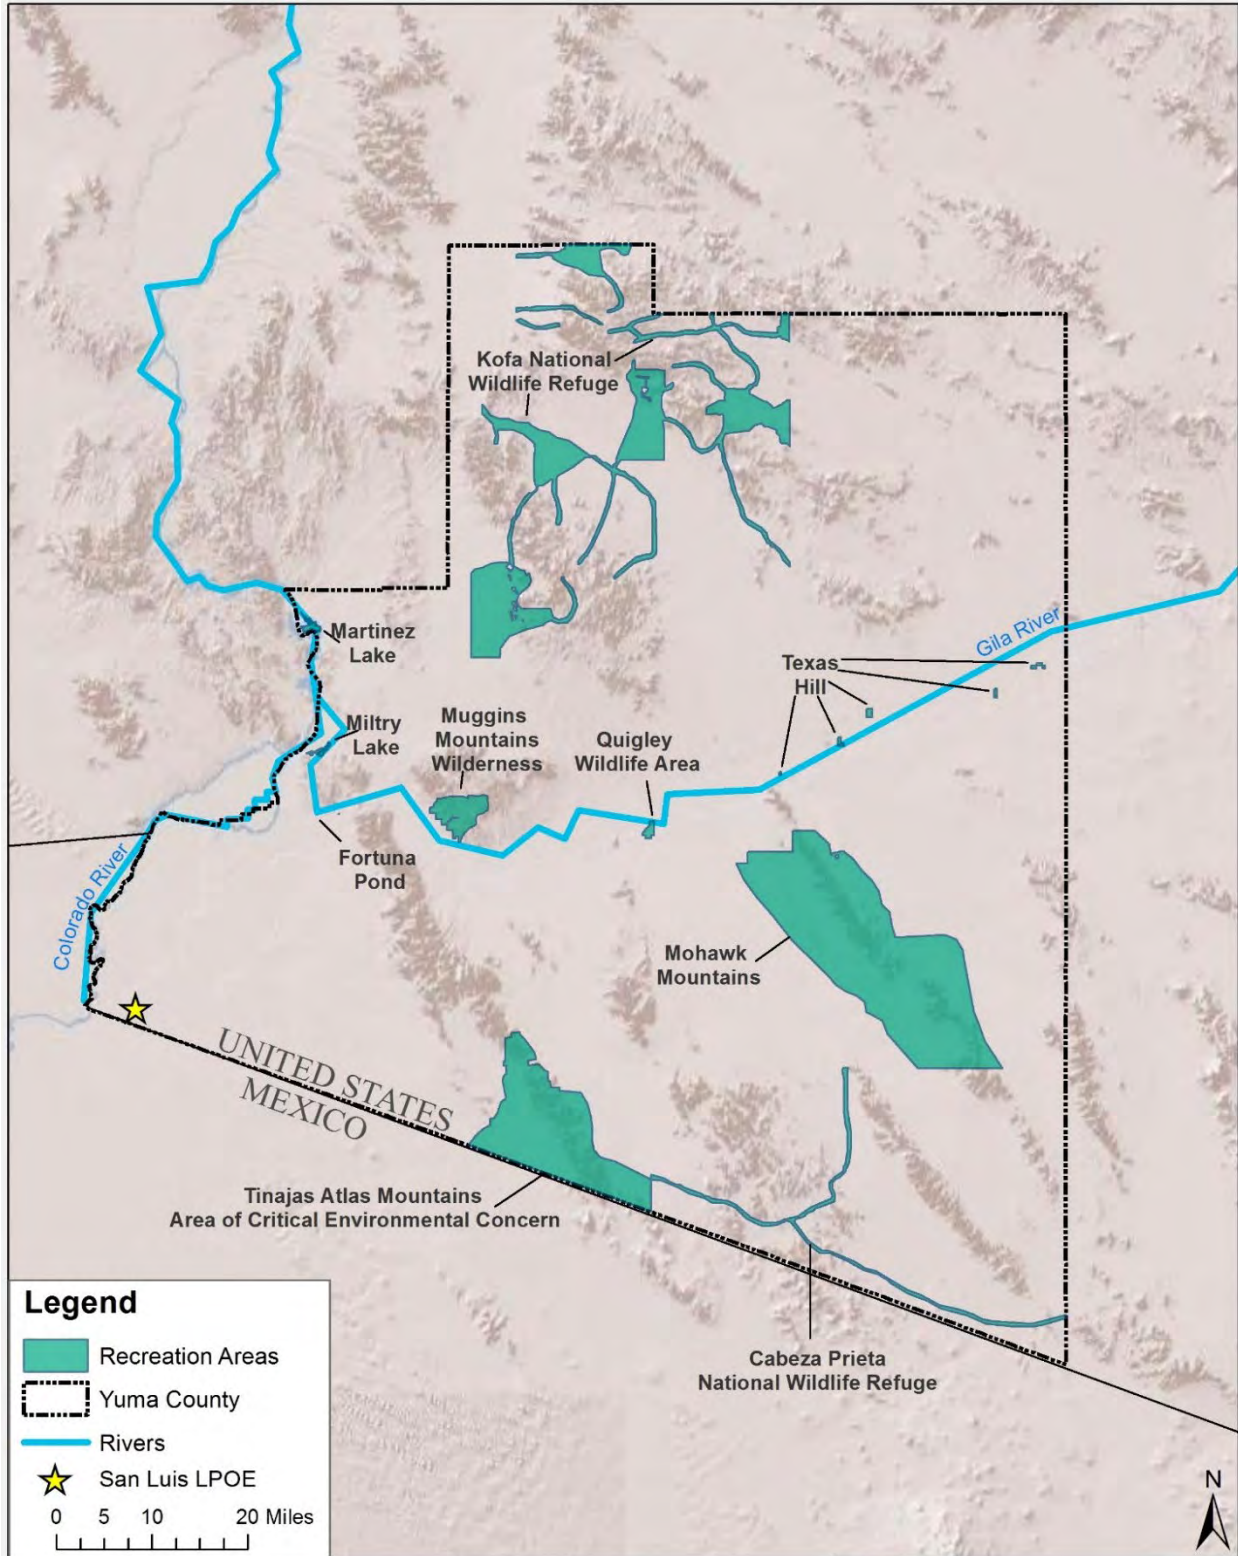 Kofa National
Wildlife Refuge
Martinez
Lake
Gila River
Texas
Hill
Miltry
Lake
Muggins
Mountains
Wilderness
Quigley
Wildlife Area
Fortuna
Pond
Colorado River
Mohawk
Mountains
UNITED STATES
MEXICO
Tinajas Atlas Mountains
Area of Critical Environmental Concern
Cabeza Prieta
National Wildlife Refuge
Legend
Recreation Areas
Yuma County
Rivers
San Luis LPOE
0 5 10 20 Miles
N